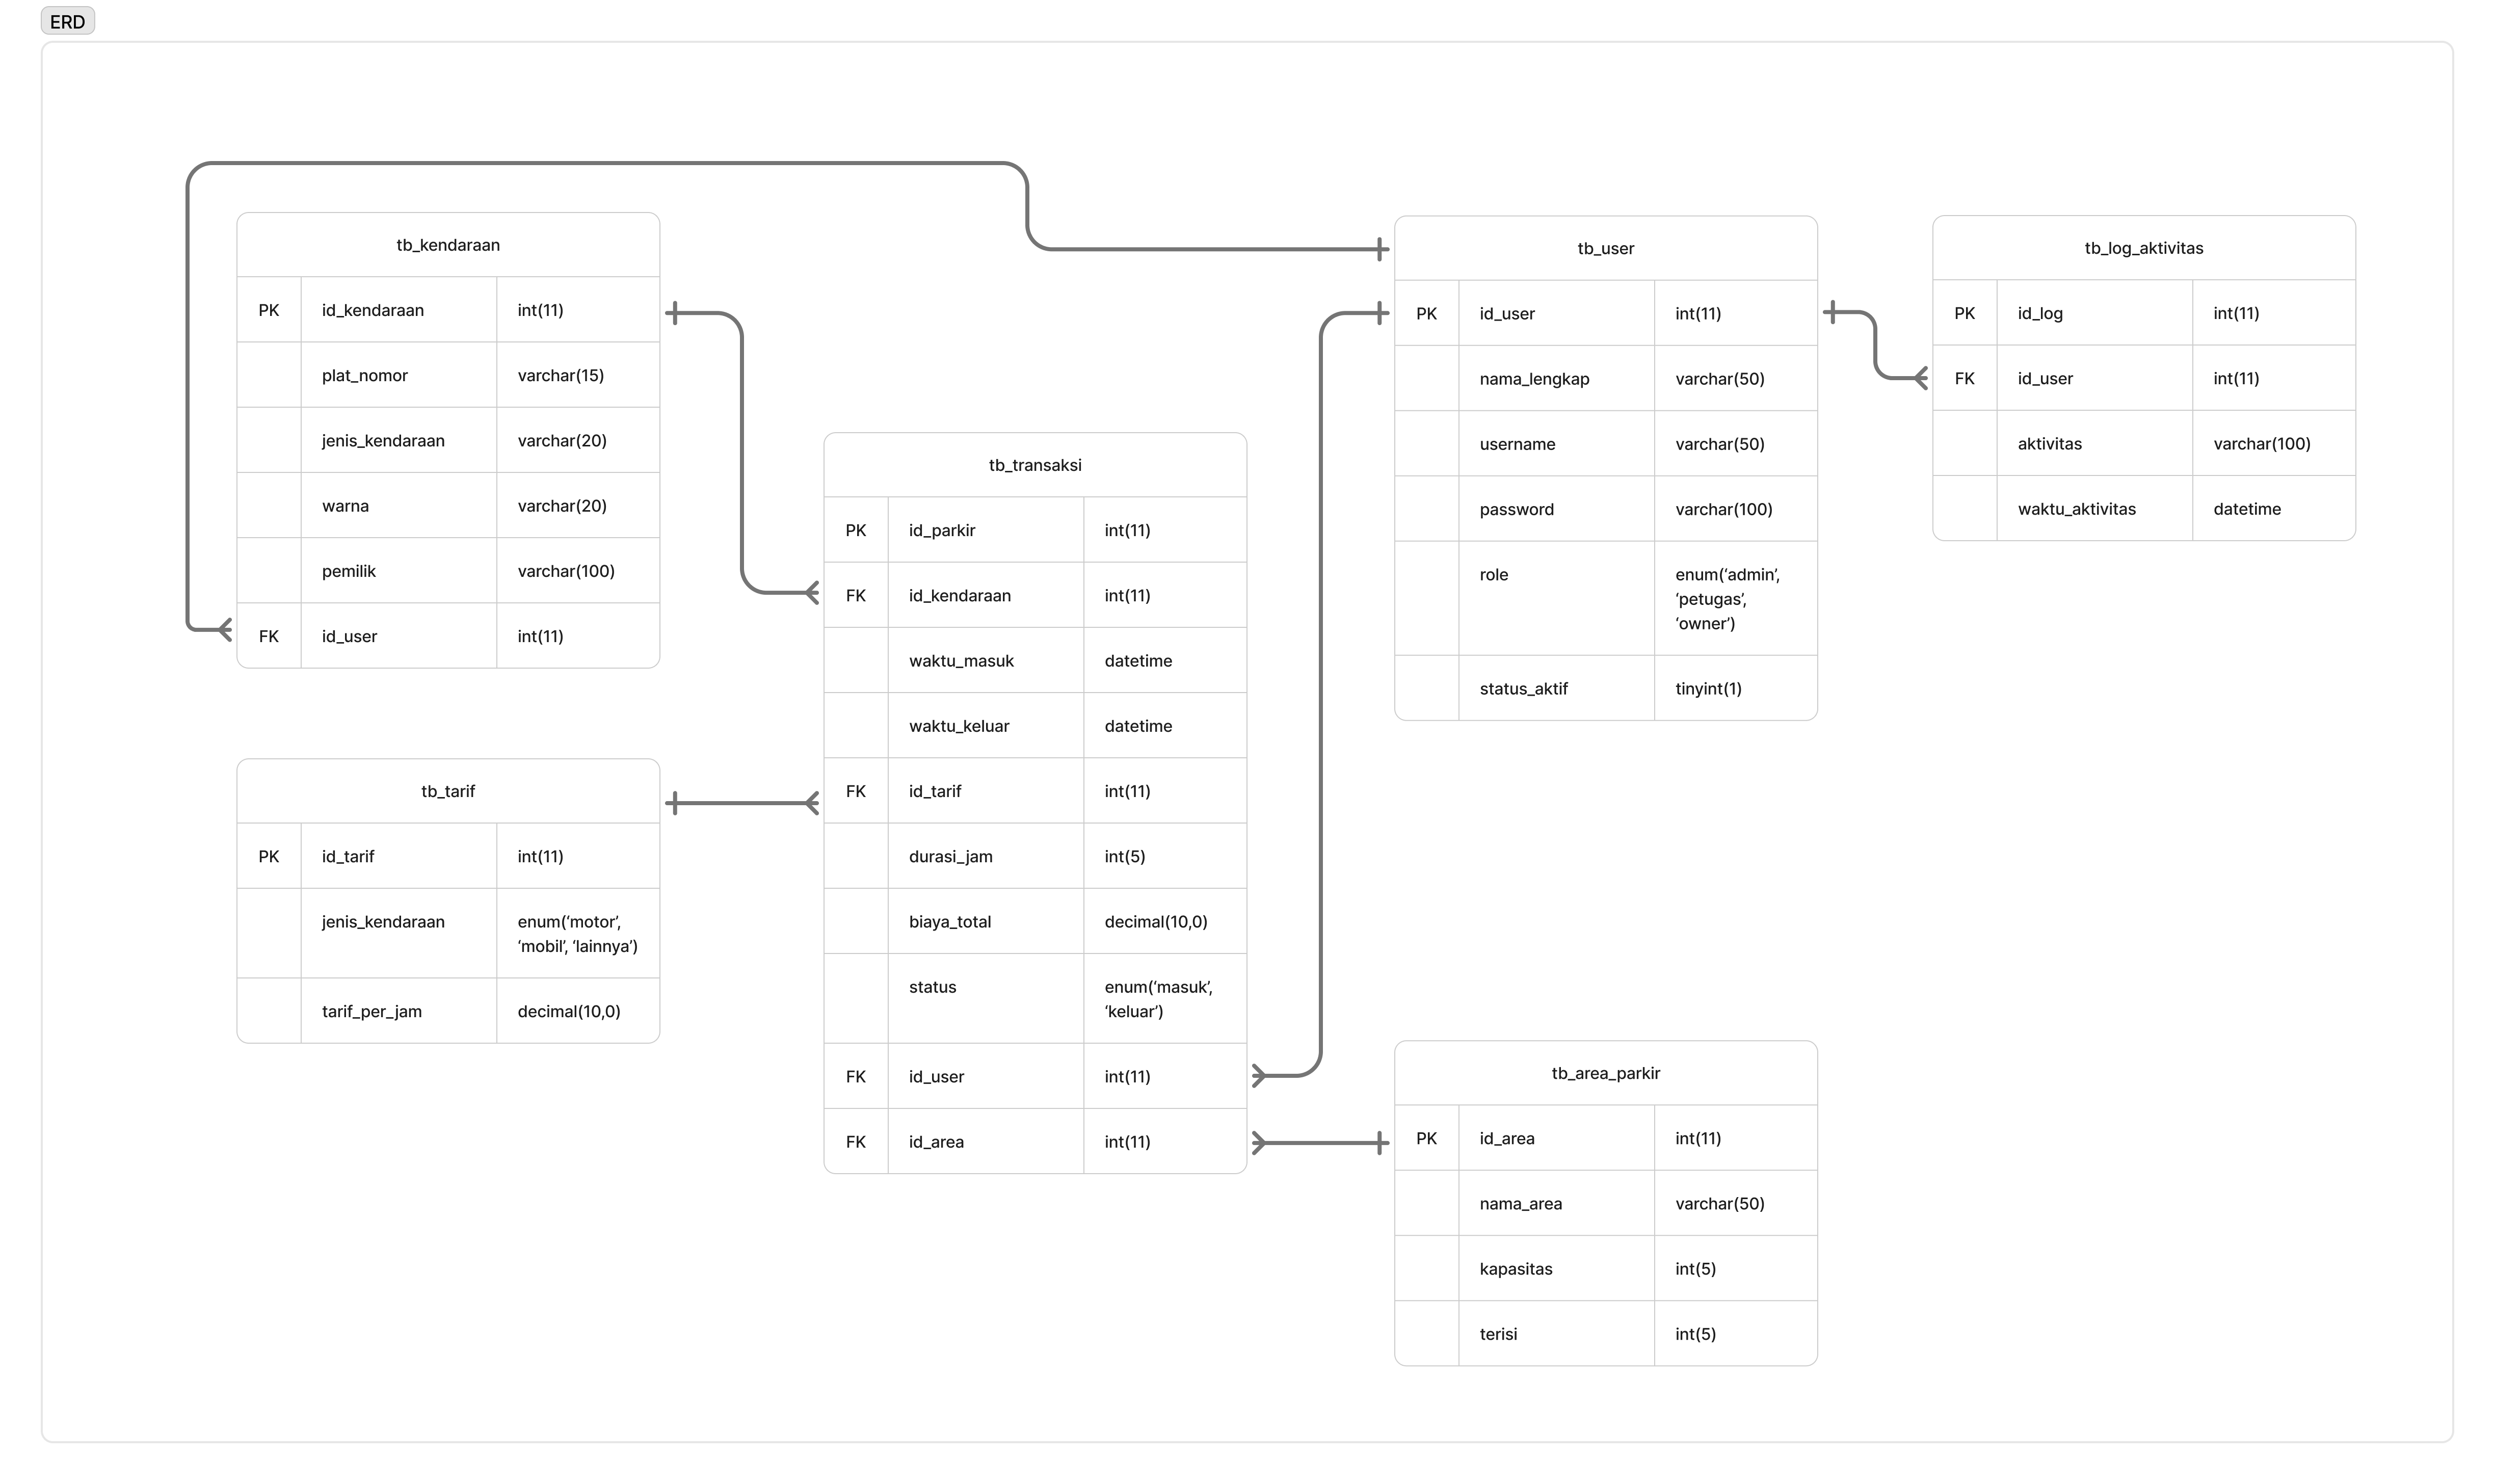 ERD
tb_kendaraan
PK id_kendaraan int(11)
plat_nomor varchar(15)
jenis_kendaraan varchar(20)
warna varchar(20)
pemilik varchar(100)
FK id_user int(11)
tb_tarif
PK id_tarif int(11)
jenis_kendaraan enum(‘motor’,
‘mobil’, ‘lainnya’)
tarif_per_jam decimal(10,0)
tb_transaksi
PK id_parkir int(11)
FK id_kendaraan int(11)
waktu_masuk datetime
waktu_keluar datetime
FK id_tarif int(11)
durasi_jam int(5)
biaya_total decimal(10,0)
status enum(‘masuk’,
‘keluar’)
FK id_user int(11)
FK id_area int(11)
tb_user
PK id_user int(11)
nama_lengkap varchar(50)
username varchar(50)
password varchar(100)
role enum(‘admin’,
‘petugas’,
‘owner’)
status_aktif tinyint(1)
tb_log_aktivitas
PK id_log int(11)
FK id_user int(11)
aktivitas varchar(100)
waktu_aktivitas datetime
tb_area_parkir
PK id_area int(11)
nama_area varchar(50)
kapasitas int(5)
terisi int(5)